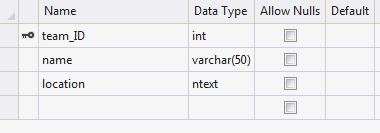 Name Data Type Allow Nulls Default
team_ID int
name varchar(50)
location ntext